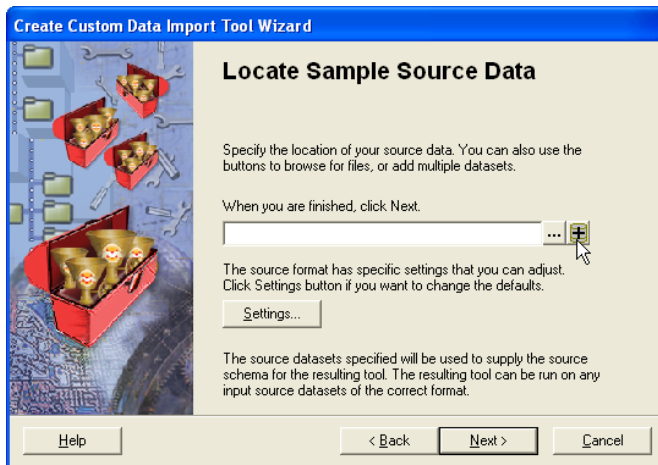 Create Custom Data Import Tool Wizard
Locate Sample Source Data
Specify the location of your source data. You can also use the
buttons to browse for files, or add multiple datasets.
When you are finished, click Next.
...
The source format has specific settings that you can adjust.
Click Settings button if you want to change the defaults.
Settings...
The source datasets specified will be used to supply the source
schema for the resulting tool. The resulting tool can be run on any
input source datasets of the correct format.
Help
< Back
Next >
Cancel